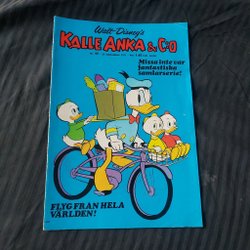 Walt Disney's
KALLE ANKA & C:O
Missa inte vår
fantastiska
samlarserie!
FLYG FRÅN HELA
VÄRLDEN!